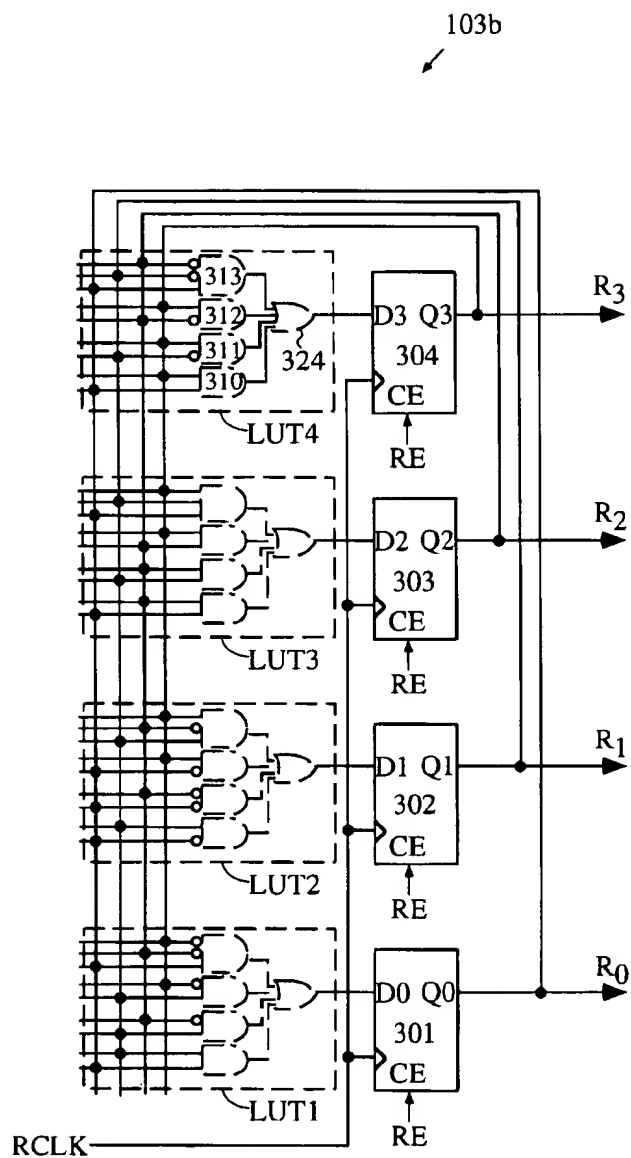 103b
313
312
311
310
324
LUT4
D3 Q3
304
CE
RE
R3
LUT3
D2 Q2
303
CE
RE
R2
LUT2
D1 Q1
302
CE
RE
R1
LUT1
D0 Q0
301
CE
RE
R0
RCLK